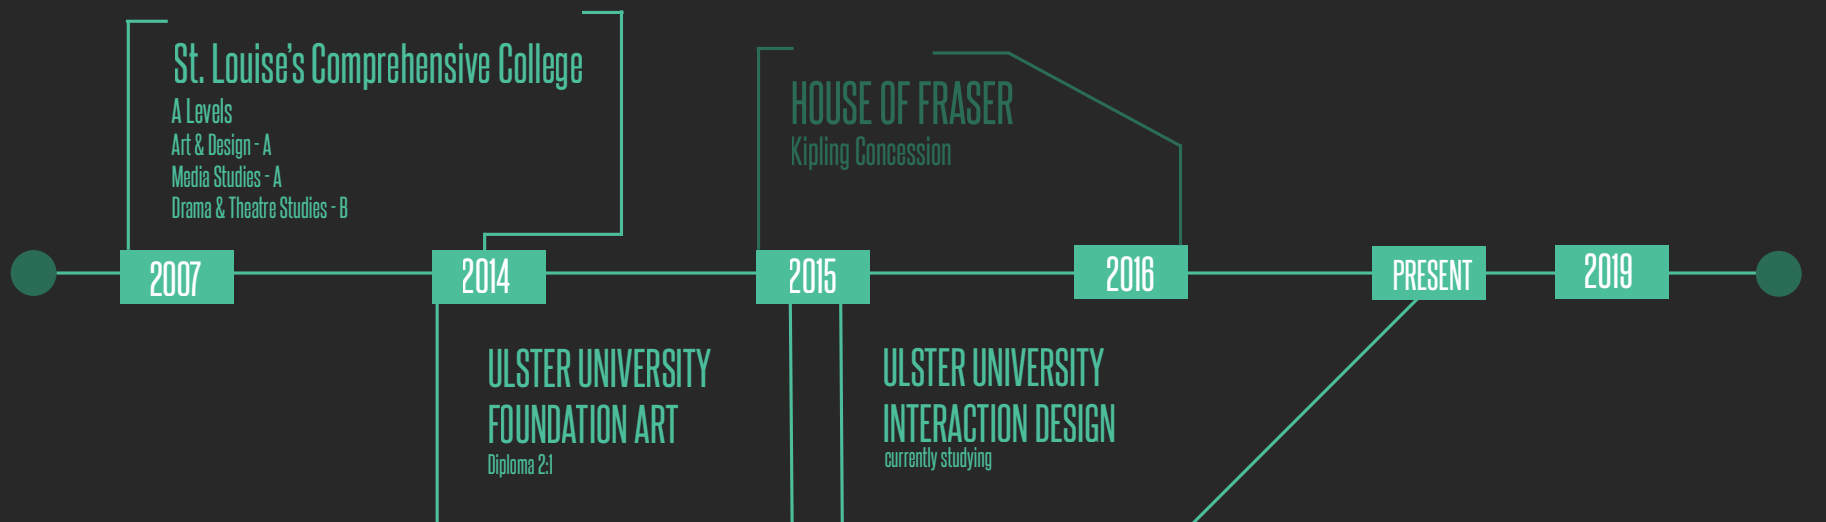 St. Louise's Comprehensive College
A Levels
Art & Design - A
Media Studies - A
Drama & Theatre Studies - B
HOUSE OF FRASER
Kipling Concession
2007
2014
2015
2016
PRESENT
2019
ULSTER UNIVERSITY
FOUNDATION ART
Diploma 2:1
ULSTER UNIVERSITY
INTERACTION DESIGN
currently studying